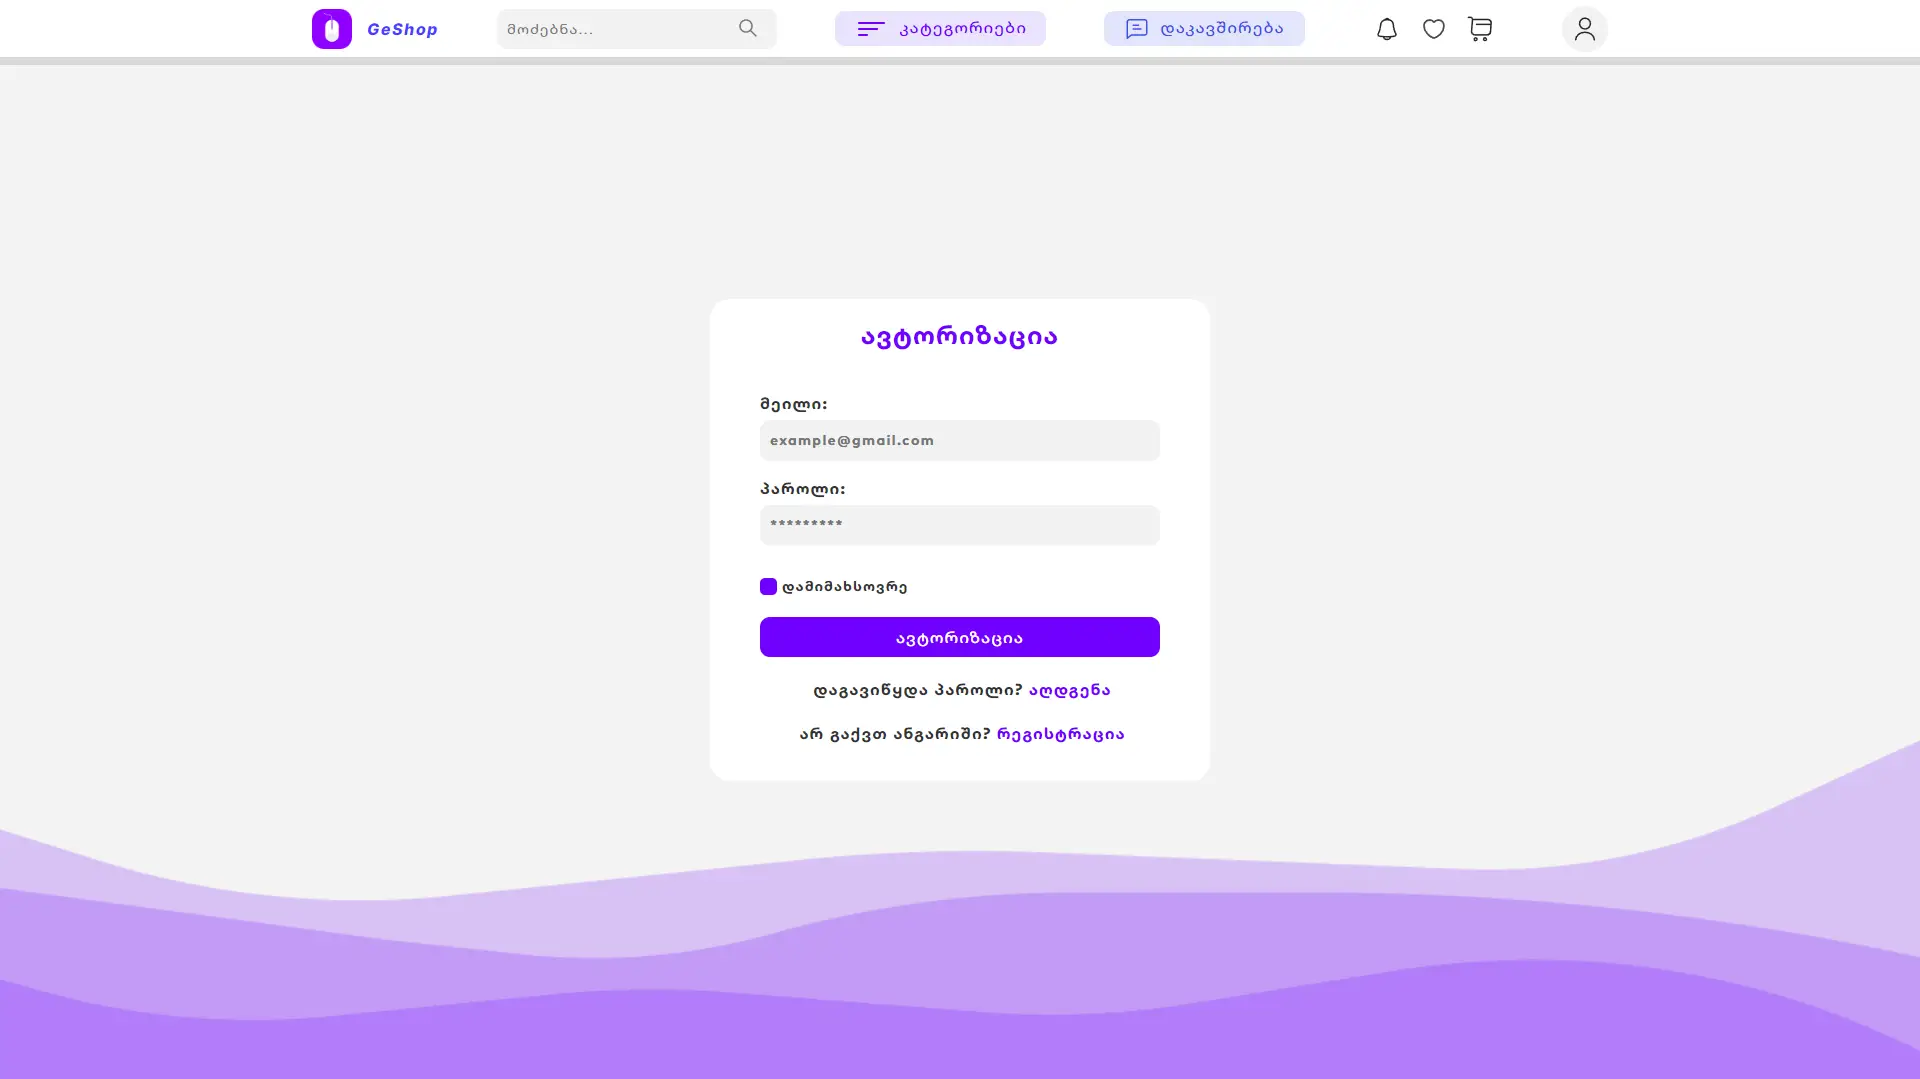 GeShop
მოძებნა...
კატეგორიები
დაკავშირება
ავტორიზაცია
მეილი:
example@gmail.com
პაროლი:
*********
დამიმახსოვრე
ავტორიზაცია
დაგავიწყდა პაროლი? აღდგენა
არ გაქვთ ანგარიში? რეგისტრაცია